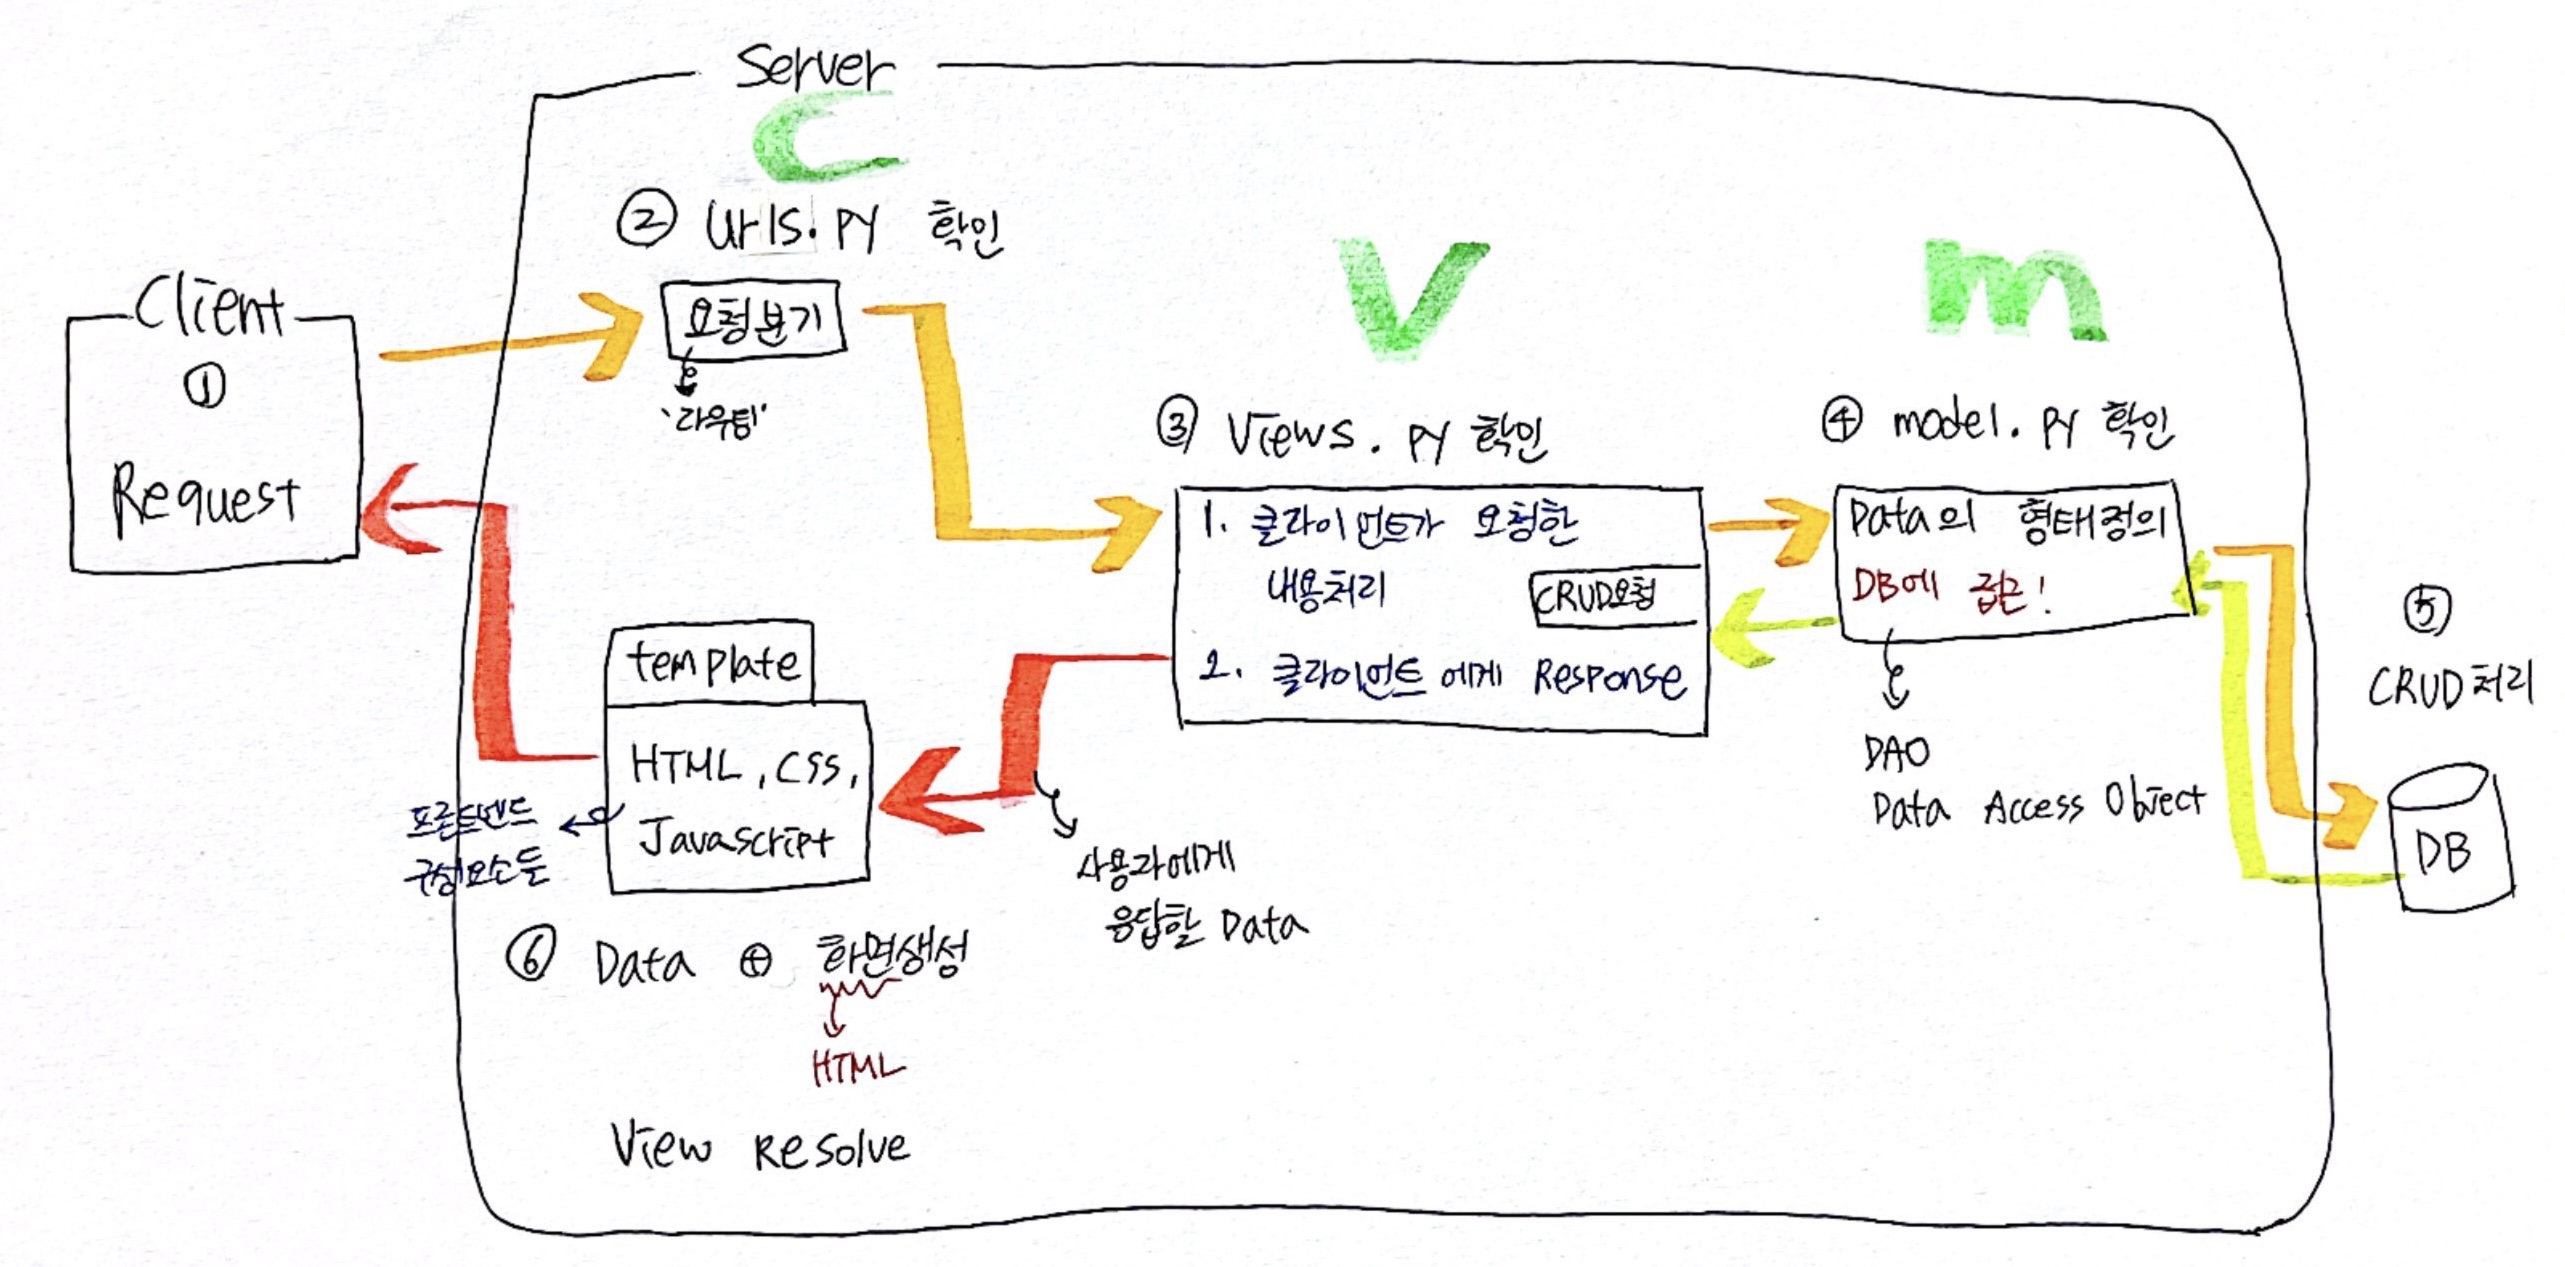 Server
C
② urls.py 확인
요청분기
'라우팅'
Client
①
Request
V
③ Views.py 확인
1. 클라이언트가 요청한
내용처리
CRUD요청
2. 클라이언트에게 Response
m
④ model.py 확인
Data의 형태정의
DB에 접근!
DAO
Data Access Object
⑤
CRUD처리
DB
template
HTML, CSS,
Javascript
프론트엔드
구성요소들
사용자에게
응답할 Data
⑥ Data ⊕ 화면생성
HTML
View Resolve